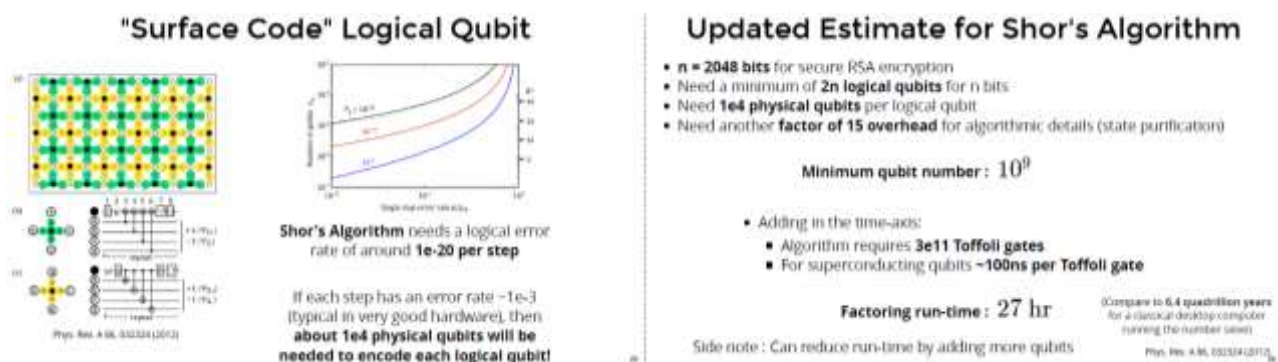 "Surface Code" Logical Qubit
Shor's Algorithm needs a logical error
rate of around 1e-20 per step
If each step has an error rate ~1e-3
(typical in very good hardware), then
about 1e4 physical qubits will be
needed to encode each logical qubit!
Phys. Rev. A 86, 032324 (2012)
Updated Estimate for Shor's Algorithm
• n = 2048 bits for secure RSA encryption
• Need a minimum of 2n logical qubits for n bits
• Need 1e4 physical qubits per logical qubit
• Need another factor of 15 overhead for algorithmic details (state purification)
Minimum qubit number : 10⁹
• Adding in the time-axis:
▪ Algorithm requires 3e11 Toffoli gates
▪ For superconducting qubits ~100ns per Toffoli gate
Factoring run-time : 27 hr
(Compare to 6.4 quadrillion years
for a classical desktop computer
running the number sieve)
Side note : Can reduce run-time by adding more qubits
Phys. Rev. A 86, 032324 (2012)